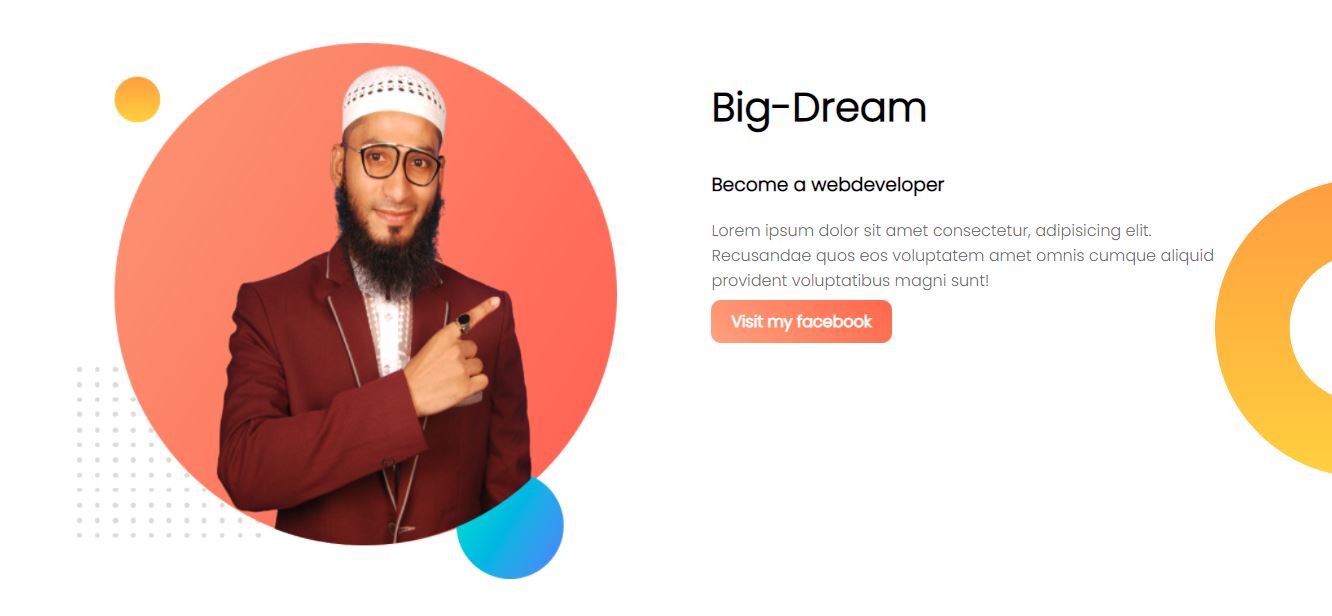 Big-Dream
Become a webdeveloper
Lorem ipsum dolor sit amet consectetur, adipisicing elit.
Recusandae quos eos voluptatem amet omnis cumque aliquid
provident voluptatibus magni sunt!
Visit my facebook